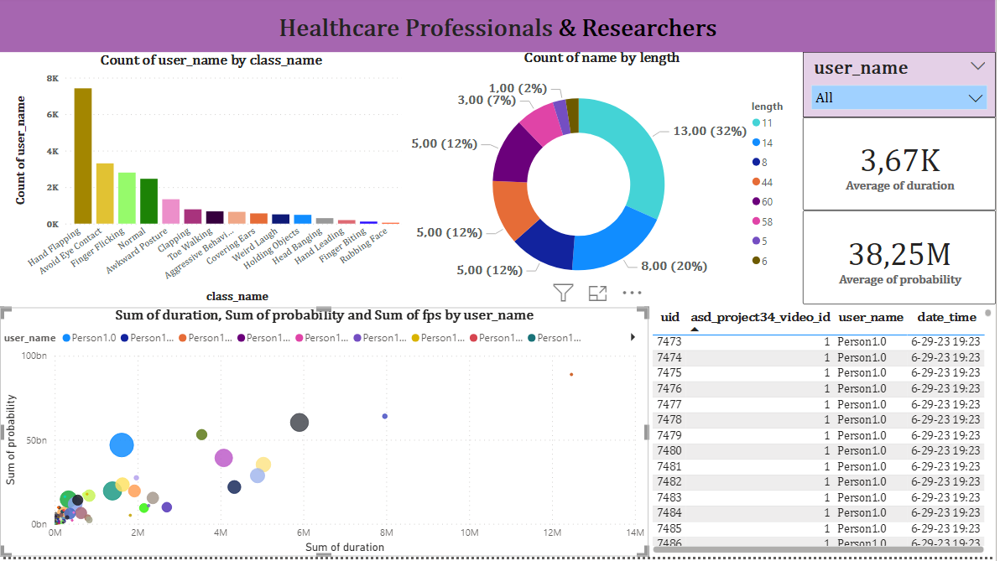 Healthcare Professionals & Researchers
Count of user_name by class_name
Count of user_name
8K
6K
4K
2K
0K
Hand Flapping
Avoid Eye Contact
Finger Flicking
Normal
Awkward Posture
Clapping
Toe Walking
Aggressive Behavi...
Covering Ears
Weird Laugh
Holding Objects
Head Banging
Hand Leading
Finger Biting
Rubbing Face
class_name
Count of name by length
1,00 (2%)
3,00 (7%)
5,00 (12%)
5,00 (12%)
5,00 (12%)
13,00 (32%)
8,00 (20%)
length
11
14
8
44
60
58
5
6
user_name
All
3,67K
Average of duration
38,25M
Average of probability
Sum of duration, Sum of probability and Sum of fps by user_name
user_name Person1.0 Person1... Person1... Person1... Person1... Person1... Person1... Person1... Person1...
Sum of probability
100bn
50bn
0bn
0M 2M 4M 6M 8M 10M 12M 14M
Sum of duration
uid asd_project34_video_id user_name date_time
7473 1 Person1.0 6-29-23 19:23
7474 1 Person1.0 6-29-23 19:23
7475 1 Person1.0 6-29-23 19:23
7476 1 Person1.0 6-29-23 19:23
7477 1 Person1.0 6-29-23 19:23
7478 1 Person1.0 6-29-23 19:23
7479 1 Person1.0 6-29-23 19:23
7480 1 Person1.0 6-29-23 19:23
7481 1 Person1.0 6-29-23 19:23
7482 1 Person1.0 6-29-23 19:23
7483 1 Person1.0 6-29-23 19:23
7484 1 Person1.0 6-29-23 19:23
7485 1 Person1.0 6-29-23 19:23
7486 1 Person1.0 6-29-23 19:23